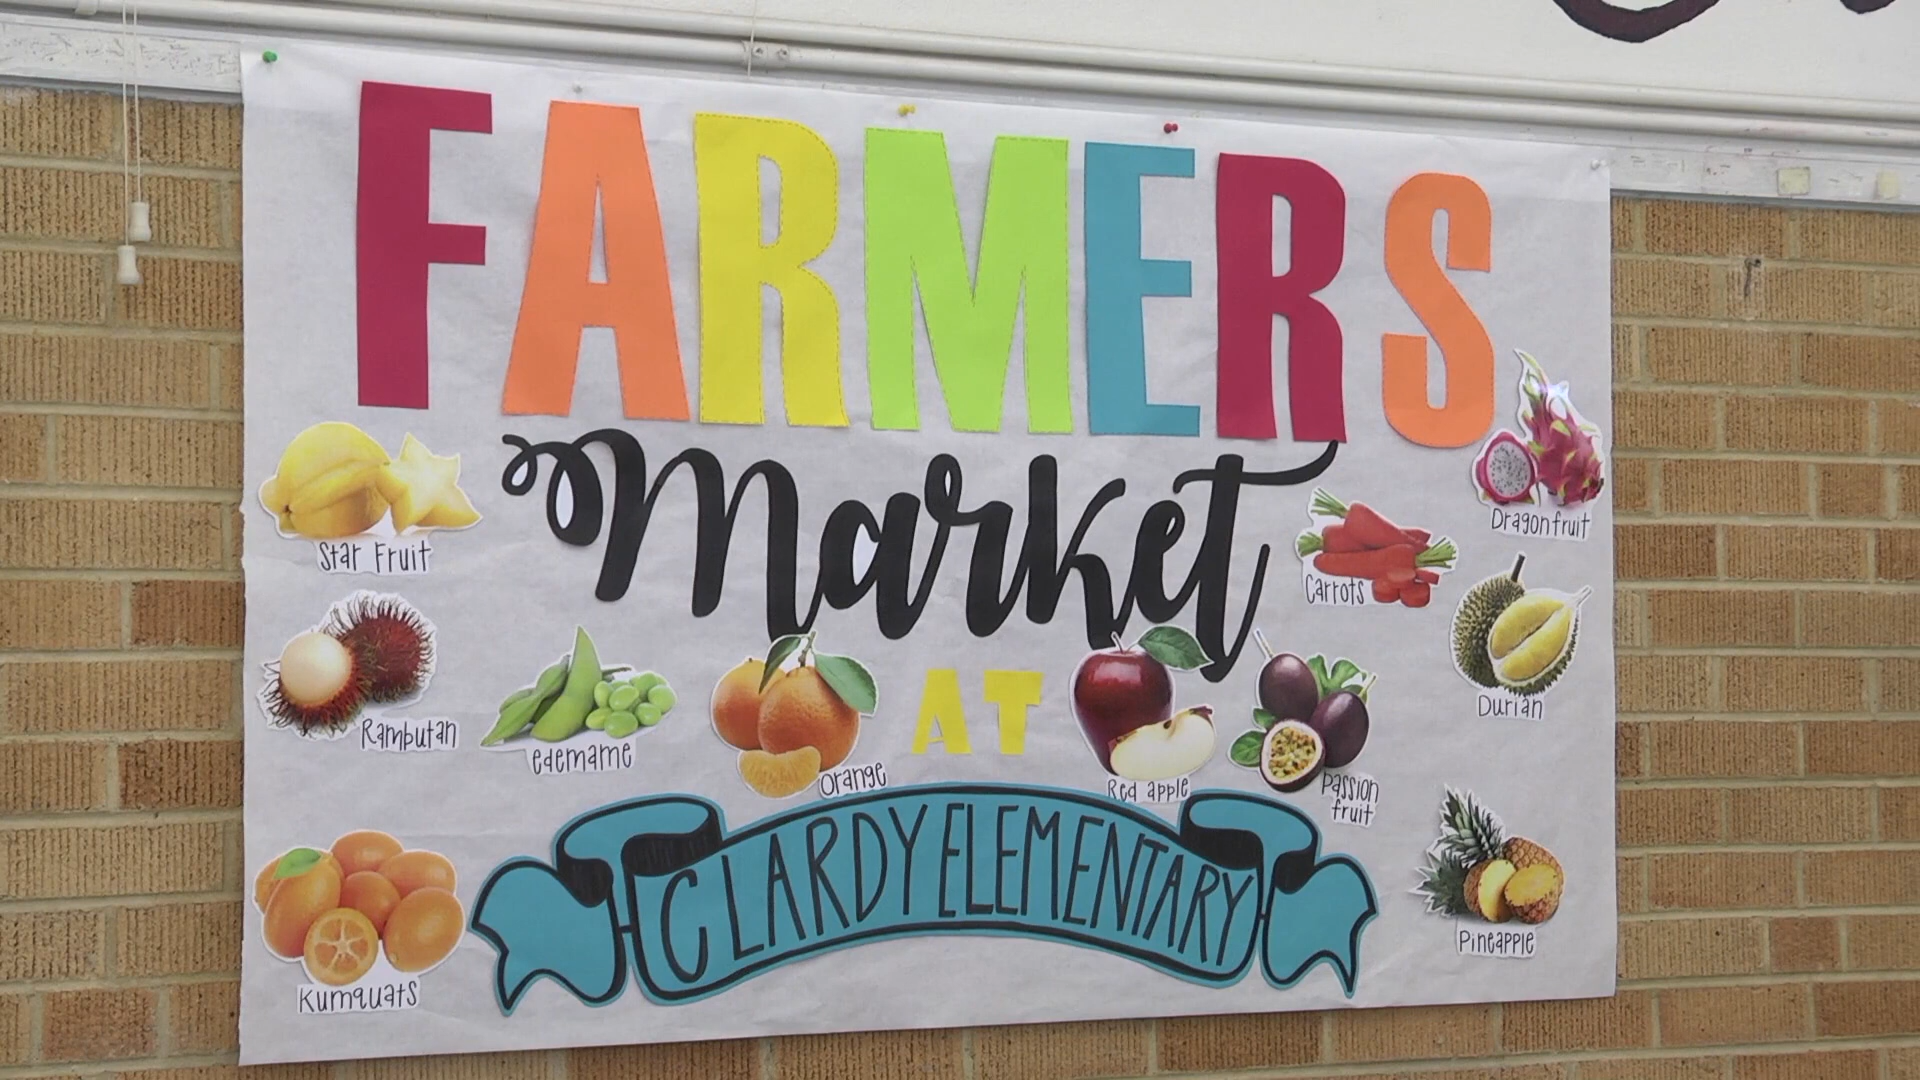 FARMERS
Market
AT
CLARDY ELEMENTARY
Star Fruit
Dragonfruit
Carrots
Rambutan
edemame
Orange
Red apple
Passion
fruit
Durian
Kumquats
Pineapple